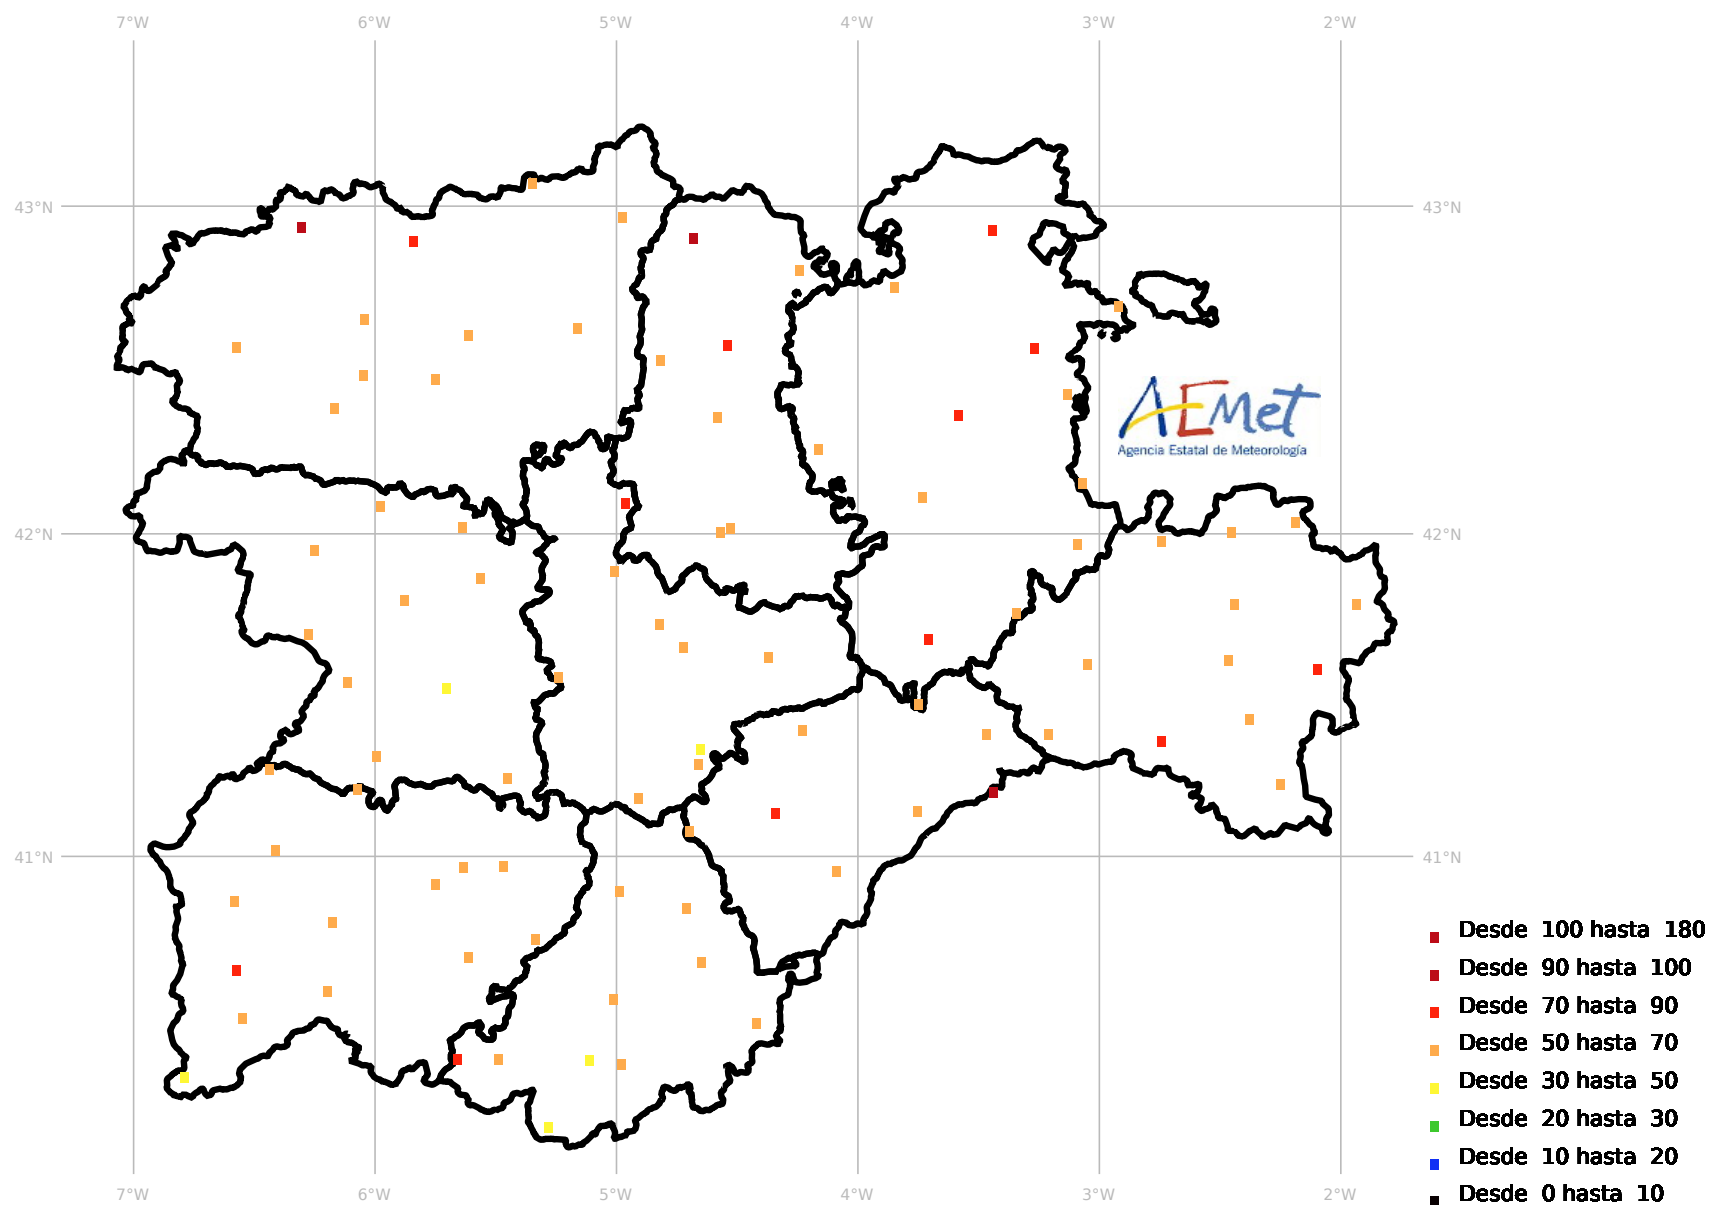 7°W 6°W 5°W 4°W 3°W 2°W
43°N 43°N
AEMet
Agencia Estatal de Meteorología
42°N 42°N
41°N 41°N
Desde 100 hasta 180
Desde 90 hasta 100
Desde 70 hasta 90
Desde 50 hasta 70
Desde 30 hasta 50
Desde 20 hasta 30
Desde 10 hasta 20
Desde 0 hasta 10
7°W 6°W 5°W 4°W 3°W 2°W